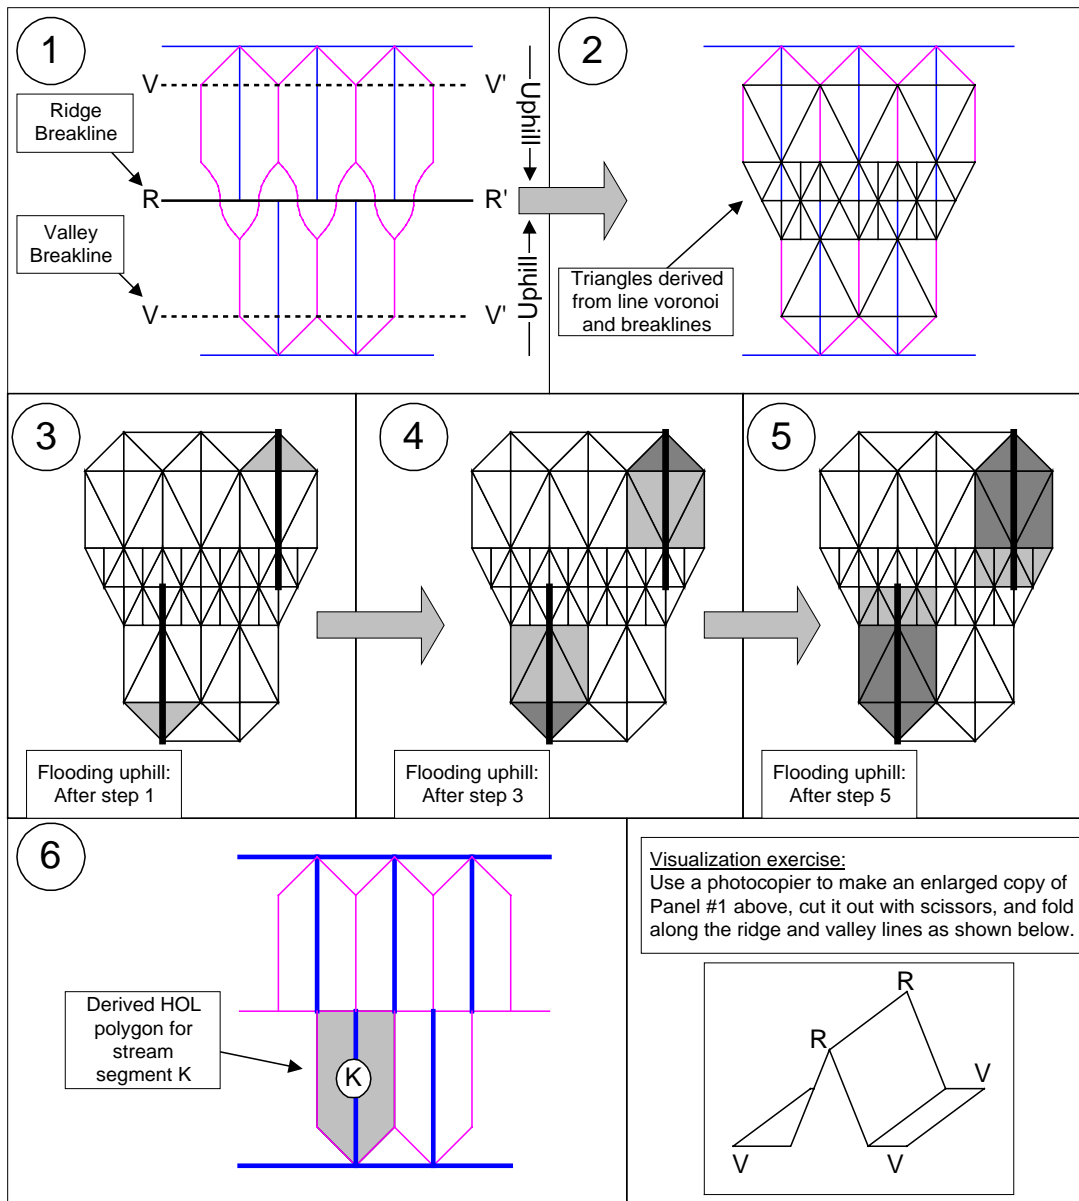 1
V
V'
Ridge
Breakline
R
R'
Valley
Breakline
V
V'
Uphill
Uphill
2
Triangles derived
from line voronoi
and breaklines
3
Flooding uphill:
After step 1
4
Flooding uphill:
After step 3
5
Flooding uphill:
After step 5
6
Derived HOL
polygon for
stream
segment K
K
Visualization exercise:
Use a photocopier to make an enlarged copy of
Panel #1 above, cut it out with scissors, and fold
along the ridge and valley lines as shown below.
R
R
V
V
V